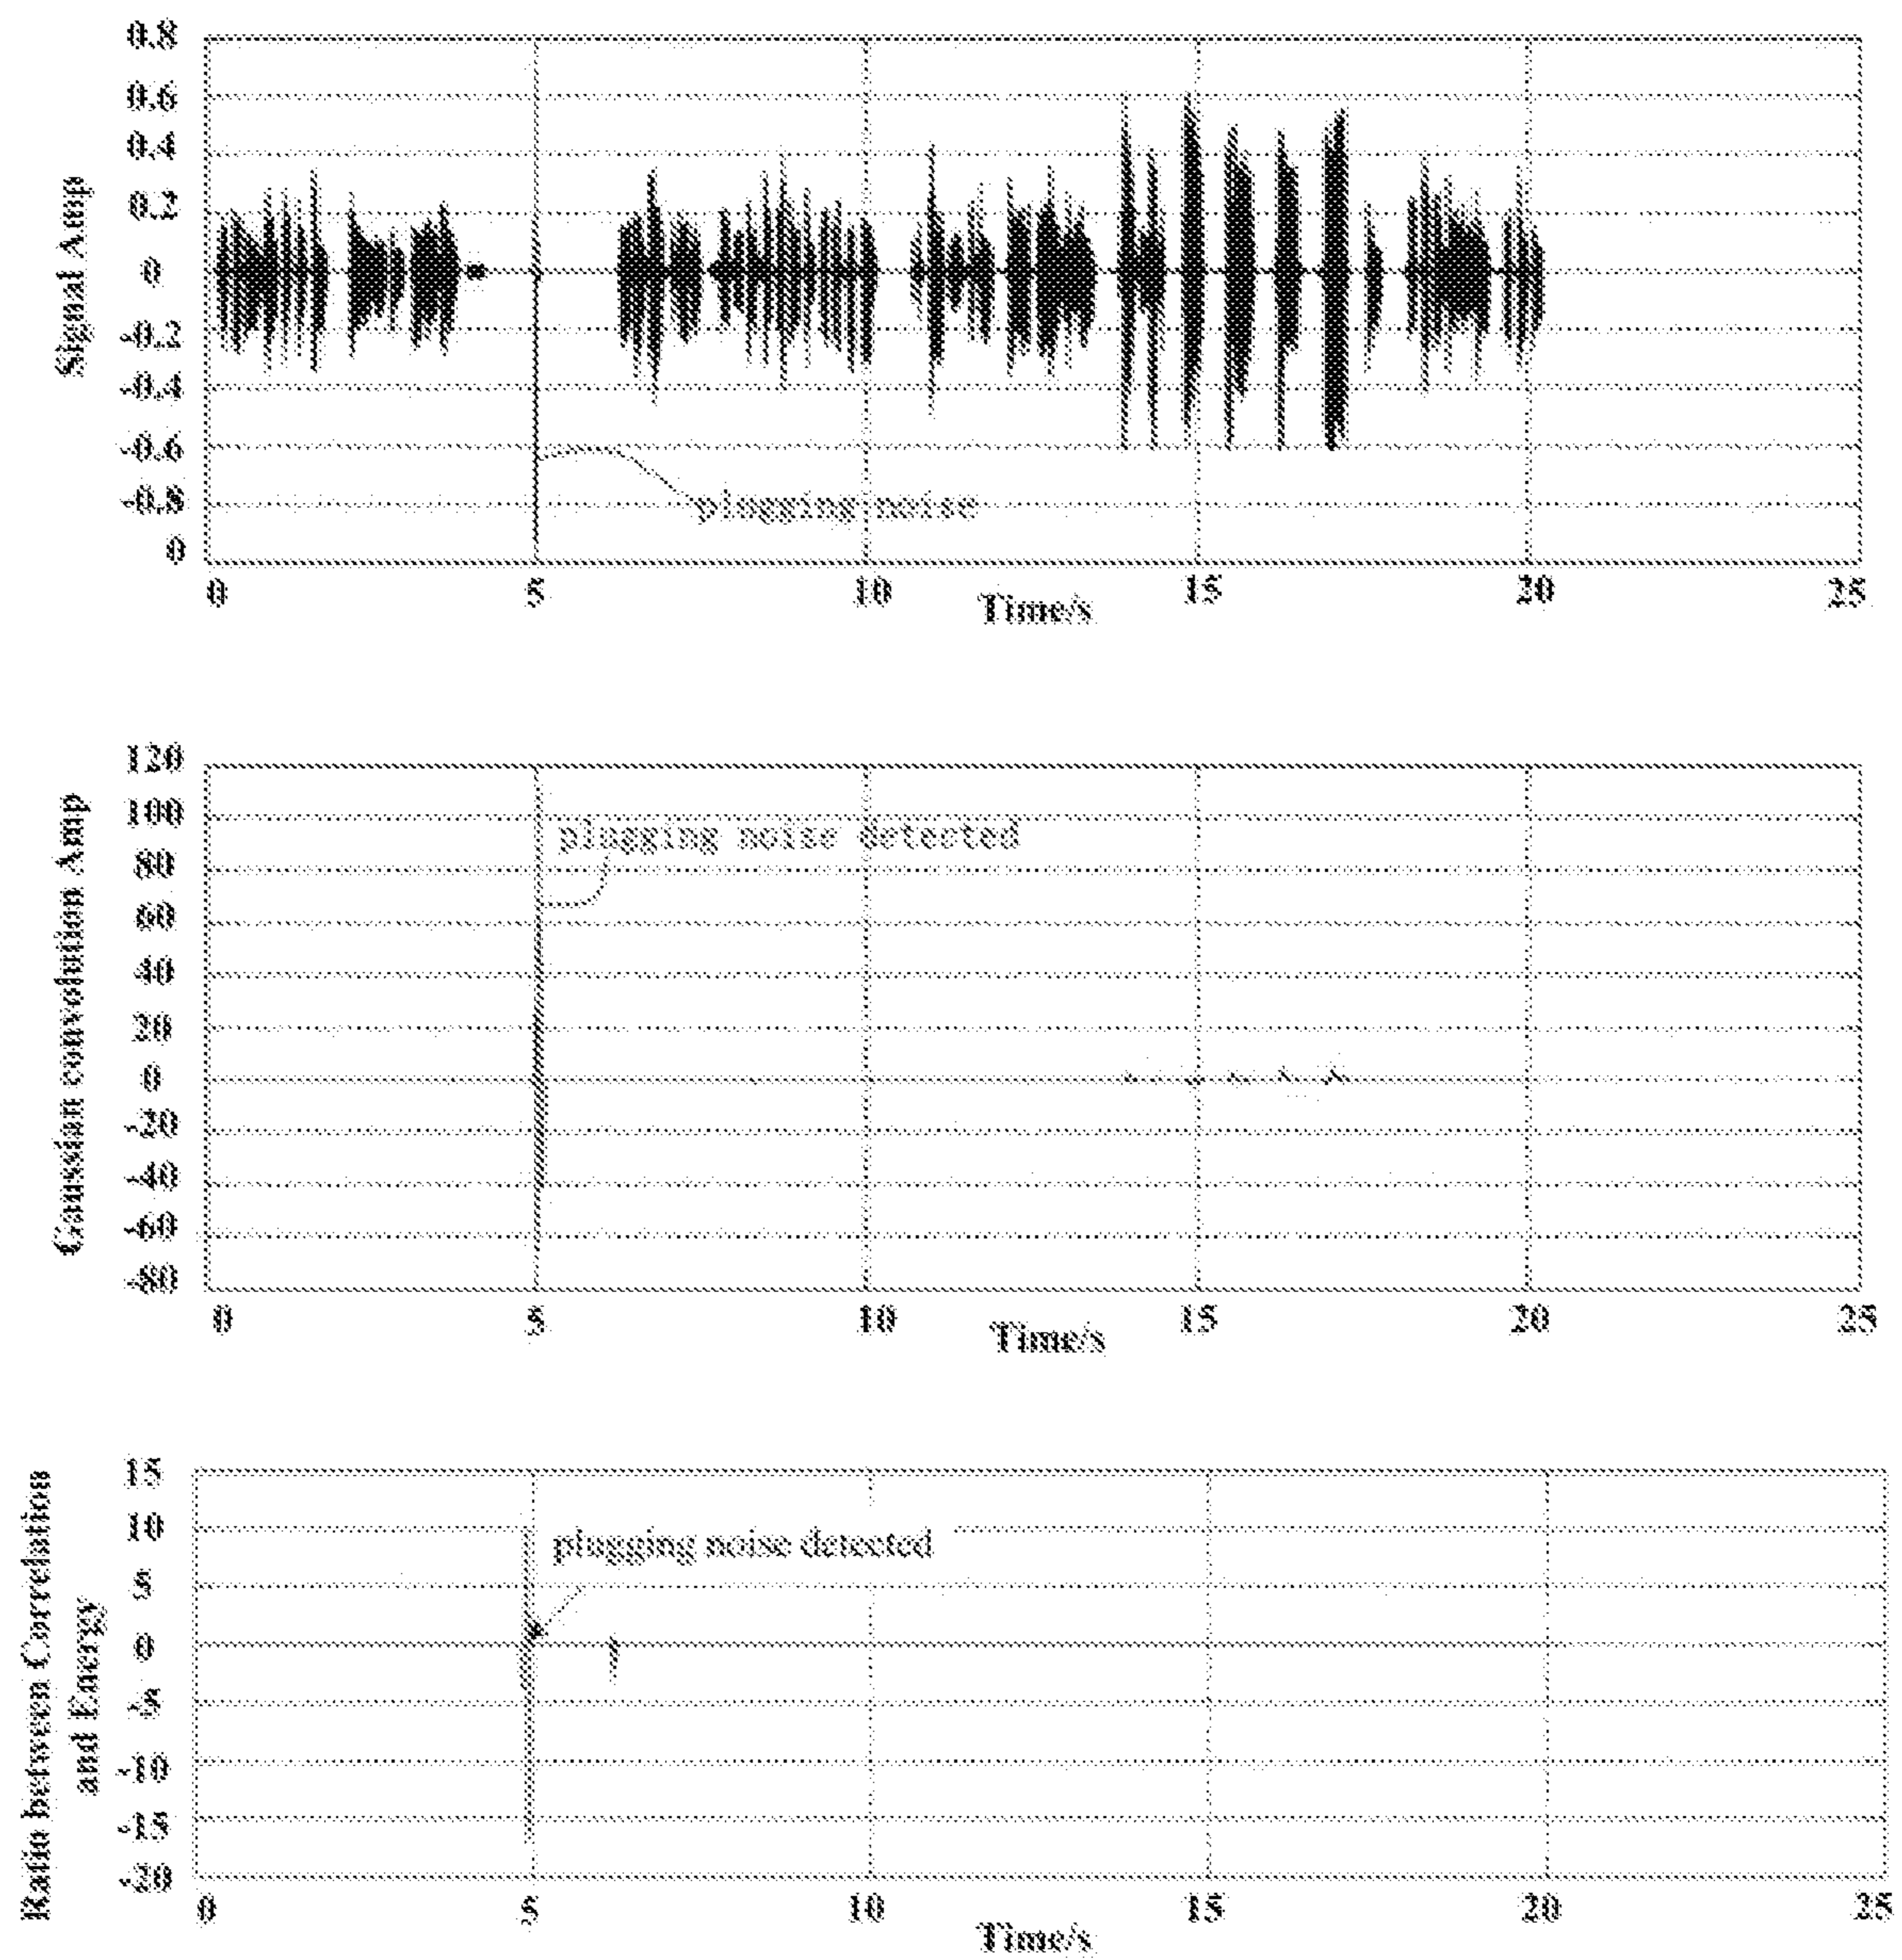 0.8
0.6
0.4
0.2
0
-0.2
-0.4
-0.6
-0.8
0
Signal Amp
plugging noise
0 5 10 15 20 25
Time/s
120
100
80
60
40
20
0
-20
-40
-60
-80
Gaussian convolution Amp
plugging noise detected
0 5 10 15 20 25
Time/s
15
10
5
0
-5
-10
-15
-20
Ratio between Correlation
and Energy
plugging noise detected
0 5 10 15 20 25
Time/s